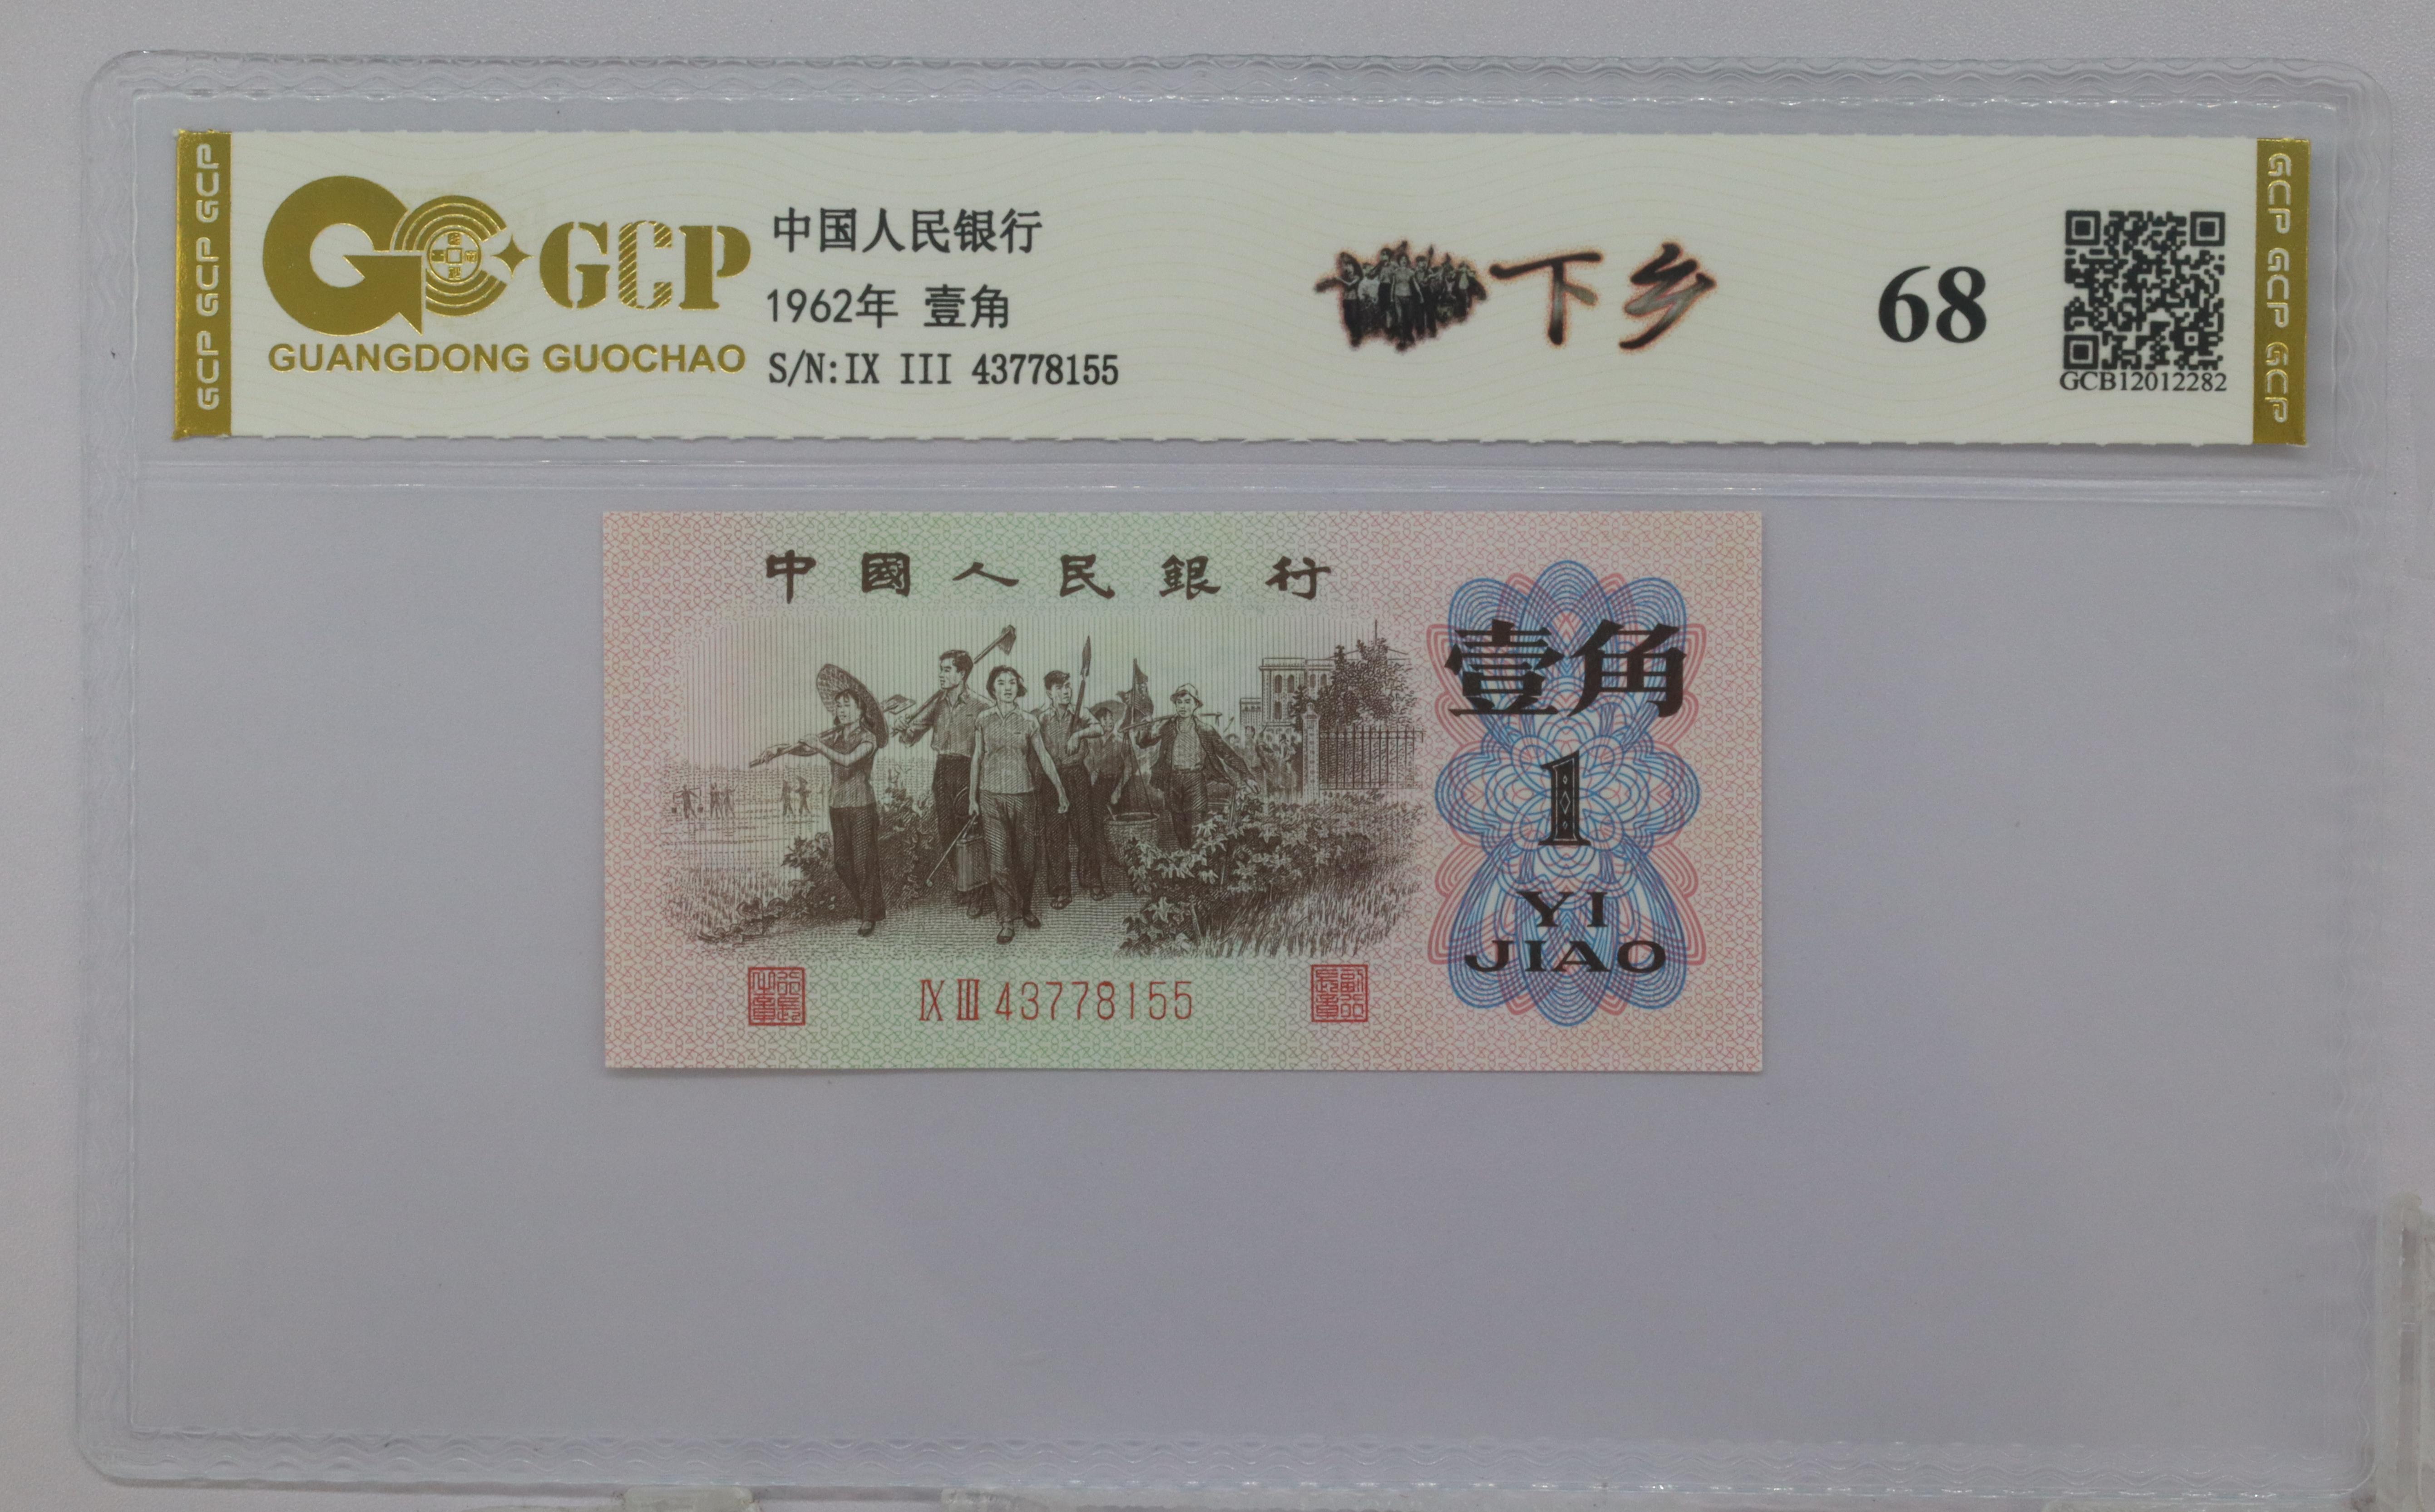 GCP GCP GCP
GCP
GUANGDONG GUOCHAO
中国人民银行
1962年 壹角
S/N:IX III 43778155
下乡
68
GCB12012282
GCP GCP GCP
中國人民銀行
壹角
1
YI
JIAO
IX III 43778155